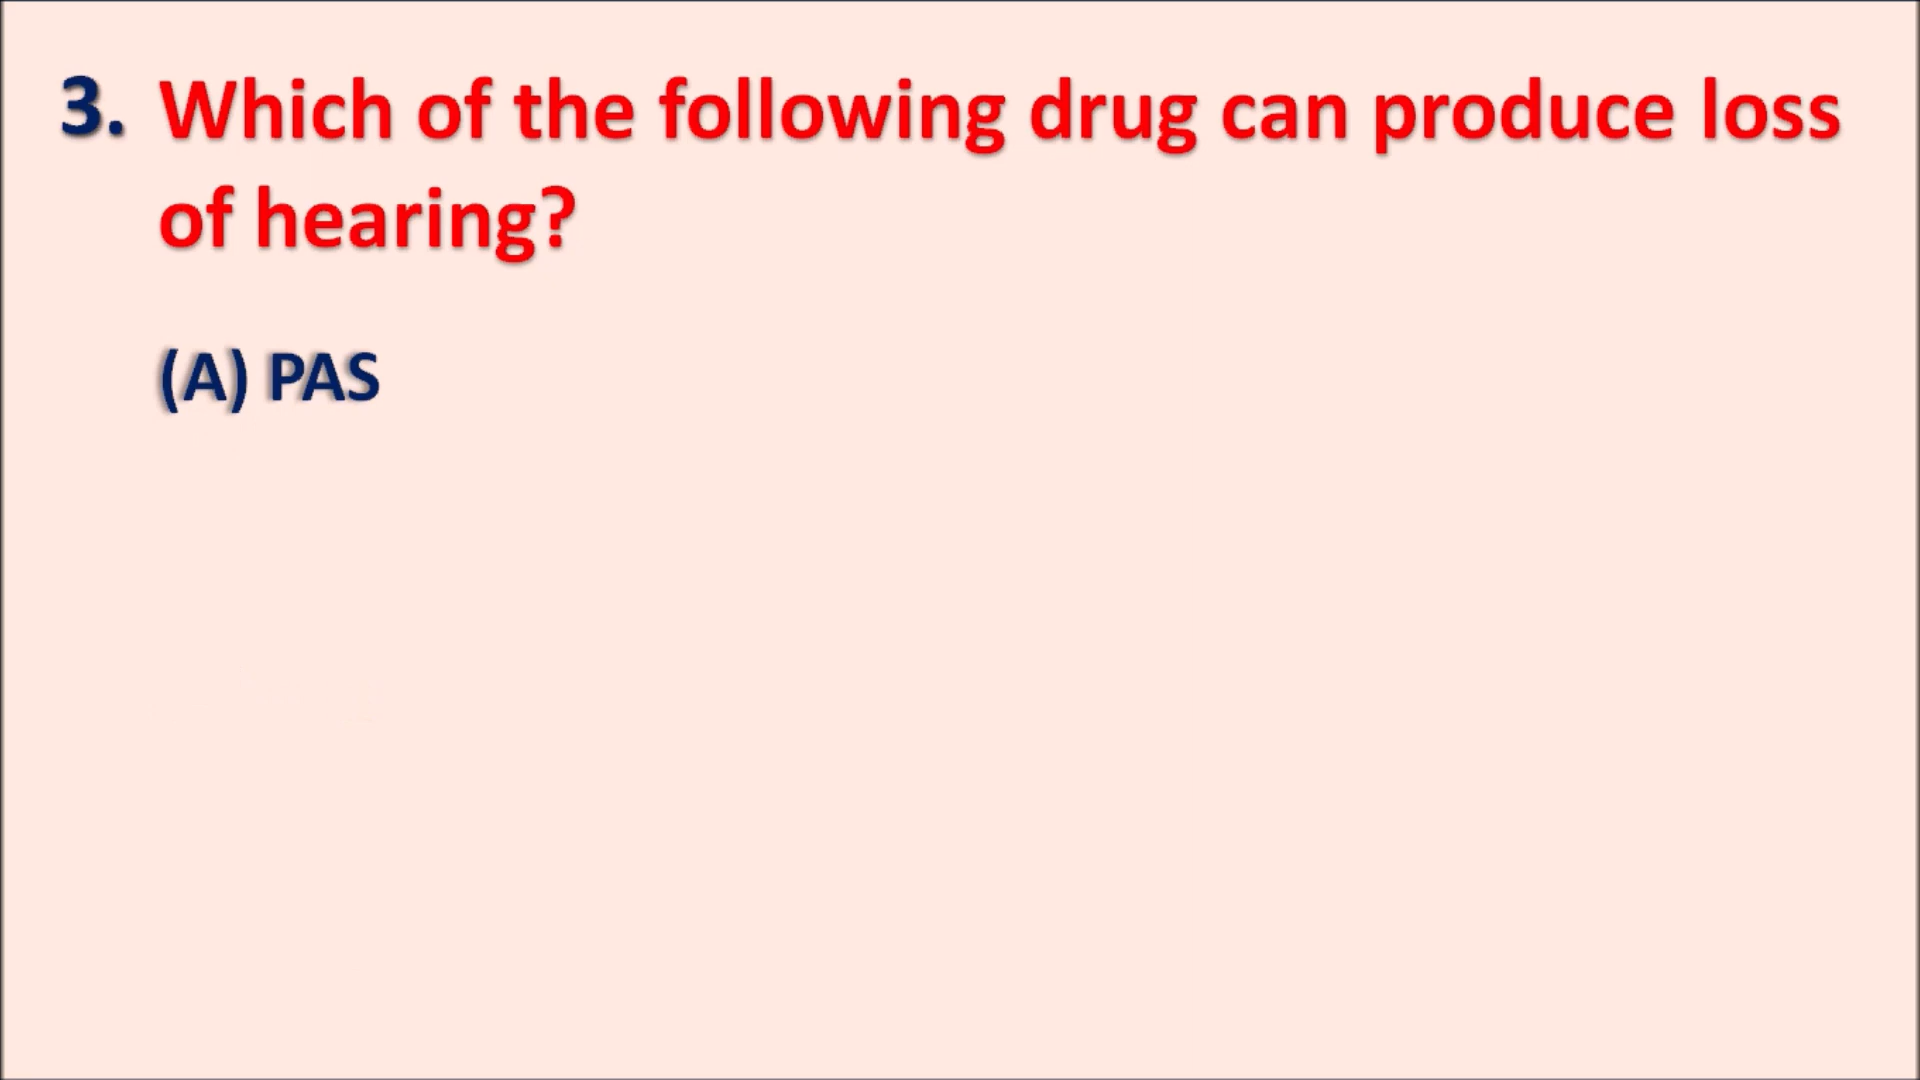 3. Which of the following drug can produce loss
of hearing?
(A) PAS